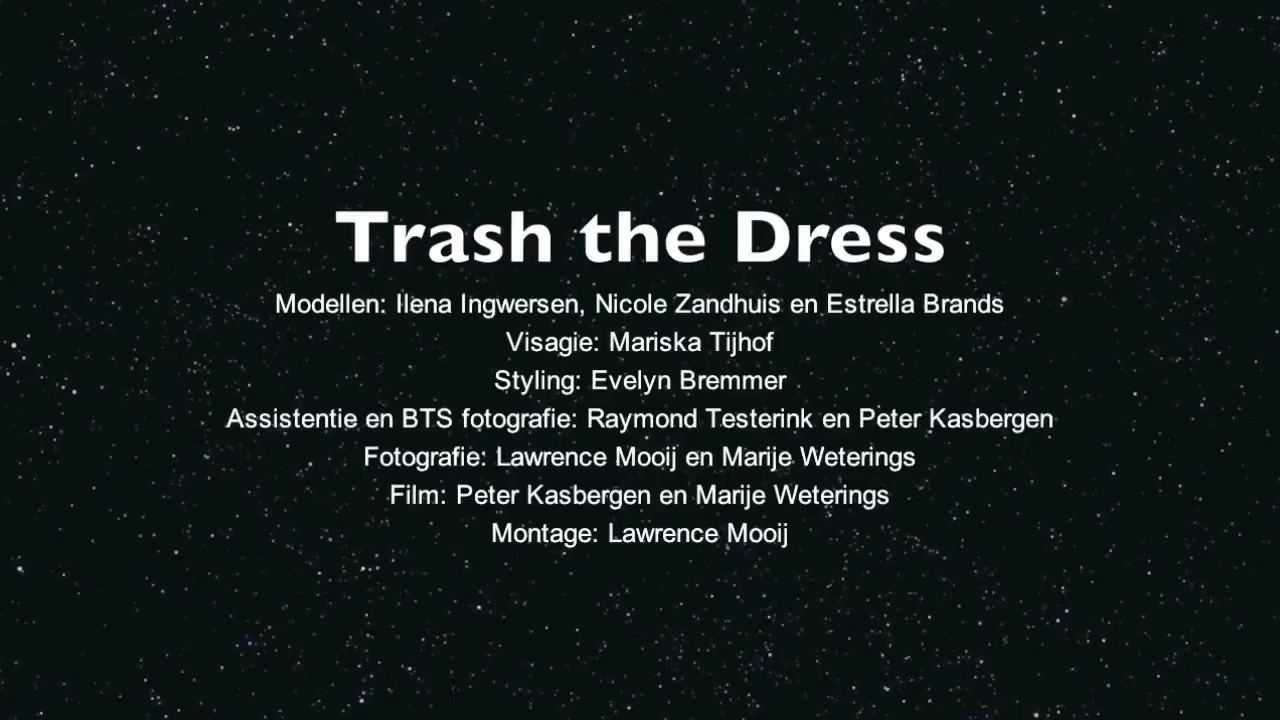 Trash the Dress
Modellen: Ilena Ingwersen, Nicole Zandhuis en Estrella Brands
Visagie: Mariska Tijhof
Styling: Evelyn Bremmer
Assistentie en BTS fotografie: Raymond Testerink en Peter Kasbergen
Fotografie: Lawrence Mooij en Marije Weterings
Film: Peter Kasbergen en Marije Weterings
Montage: Lawrence Mooij